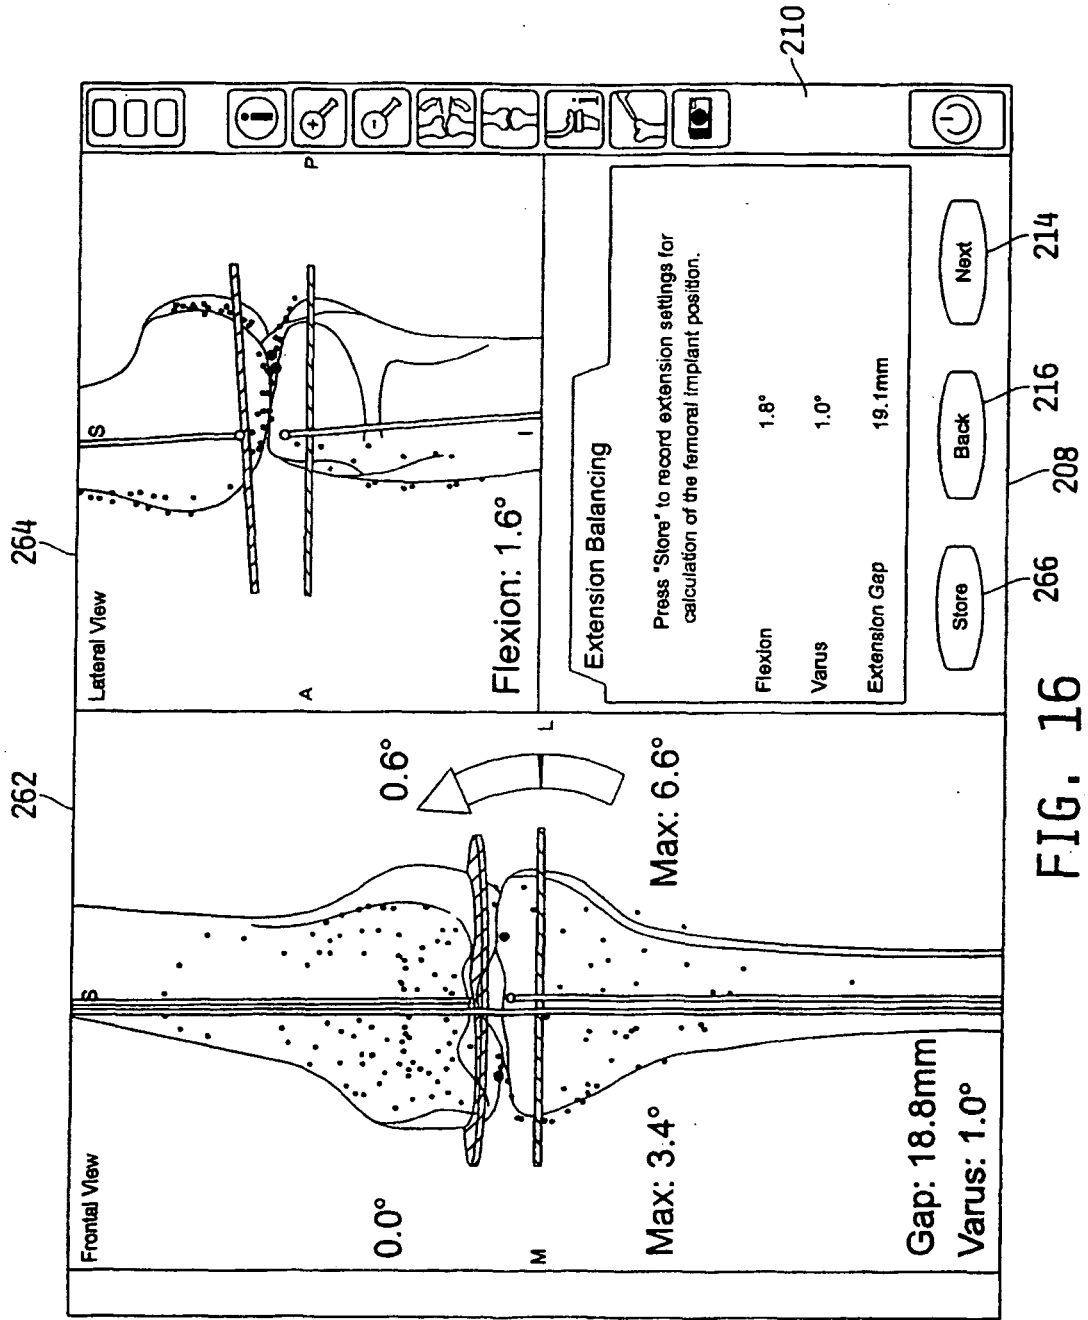 262
264
Frontal View
S
0.0°
0.6°
M
L
Max: 3.4°
Max: 6.6°
Gap: 18.8mm
Varus: 1.0°
Lateral View
S
A
P
I
Flexion: 1.6°
Extension Balancing
Press "Store" to record extension settings for
calculation of the femoral implant position.
Flexion 1.8°
Varus 1.0°
Extension Gap 19.1mm
Store
Back
Next
i
+
-
i
210
266
216
214
208
FIG. 16